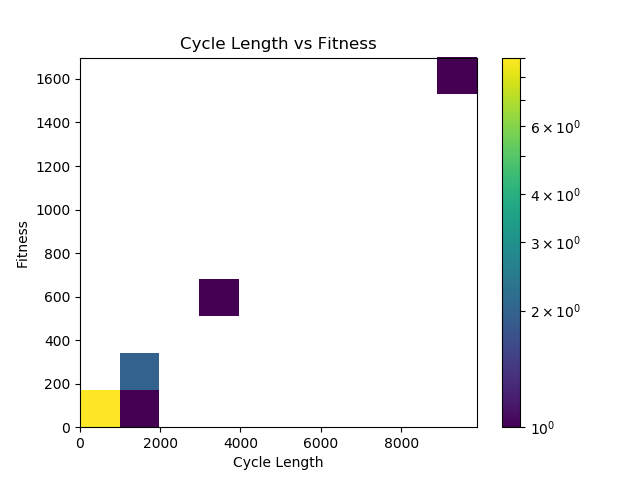 Cycle Length vs Fitness
1600
1400
1200
1000
800
600
400
200
0
Fitness
0 2000 4000 6000 8000
Cycle Length
6 × 10⁰
4 × 10⁰
3 × 10⁰
2 × 10⁰
10⁰